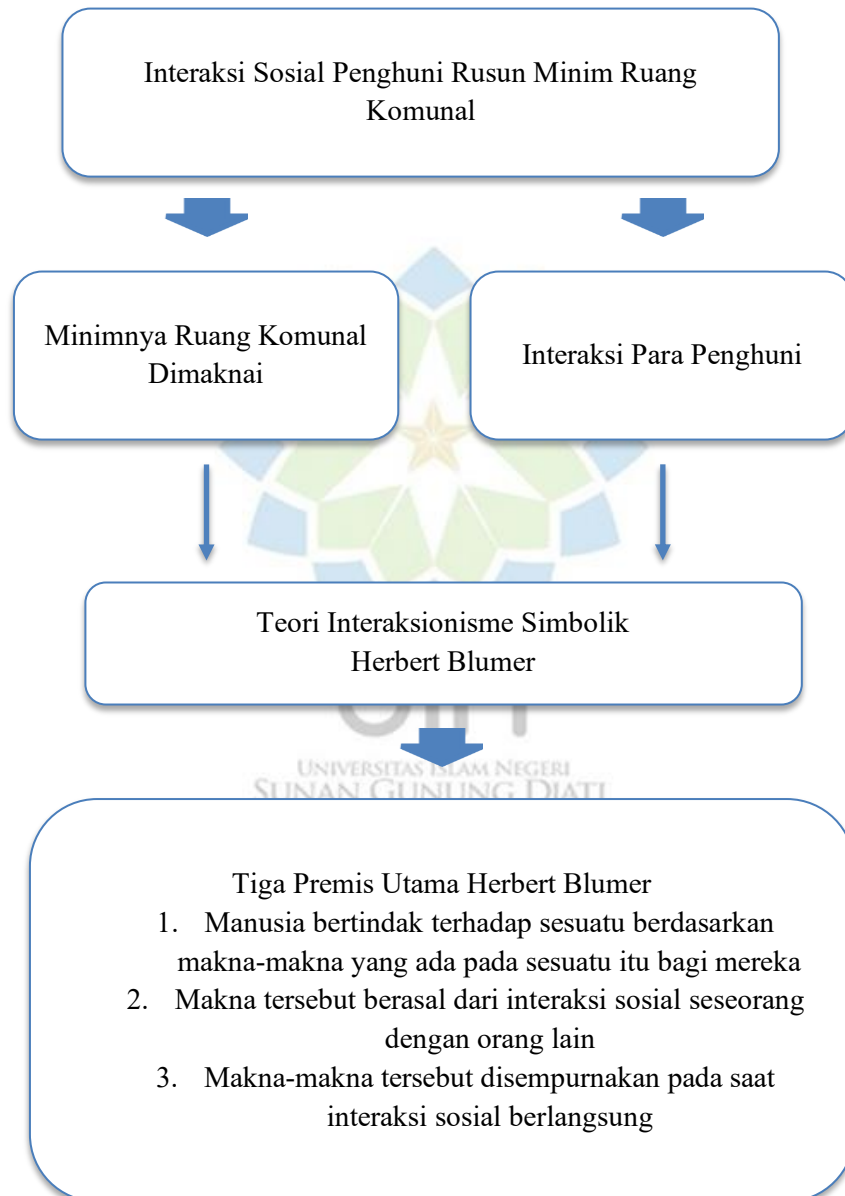 Interaksi Sosial Penghuni Rusun Minim Ruang
Komunal
Minimnya Ruang Komunal
Dimaknai
Interaksi Para Penghuni
Teori Interaksionisme Simbolik
Herbert Blumer
UNIVERSITAS ISLAM NEGERI
SUNAN GUNUNG DJATI
Tiga Premis Utama Herbert Blumer
1. Manusia bertindak terhadap sesuatu berdasarkan
makna-makna yang ada pada sesuatu itu bagi mereka
2. Makna tersebut berasal dari interaksi sosial seseorang
dengan orang lain
3. Makna-makna tersebut disempurnakan pada saat
interaksi sosial berlangsung